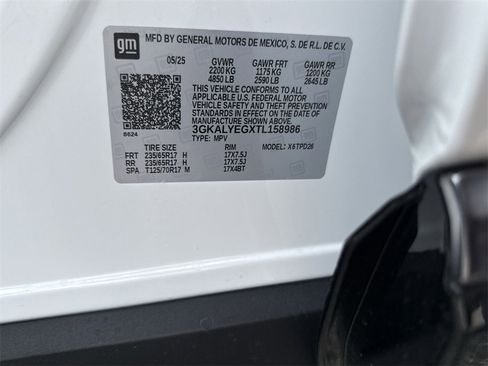 gm
MFD BY GENERAL MOTORS DE MEXICO, S. DE R.L. DE C.V.
05/25 GVWR GAWR FRT GAWR RR
2200 KG 1175 KG 1200 KG
4850 LB 2590 LB 2645 LB
THIS VEHICLE CONFORMS TO ALL
APPLICABLE U.S. FEDERAL MOTOR
VEHICLE SAFETY, BUMPER, AND THEFT
PREVENTION STANDARDS IN EFFECT ON
THE DATE OF MANUFACTURE SHOWN ABOVE.
3GKALYEGXTL158986
8624 TYPE: MPV MODEL: X6TPD26
TIRE SIZE RIM
FRT 235/65R17 H 17X7.5J
RR 235/65R17 H 17X7.5J
SPA T125/70R17 M 17X4BT